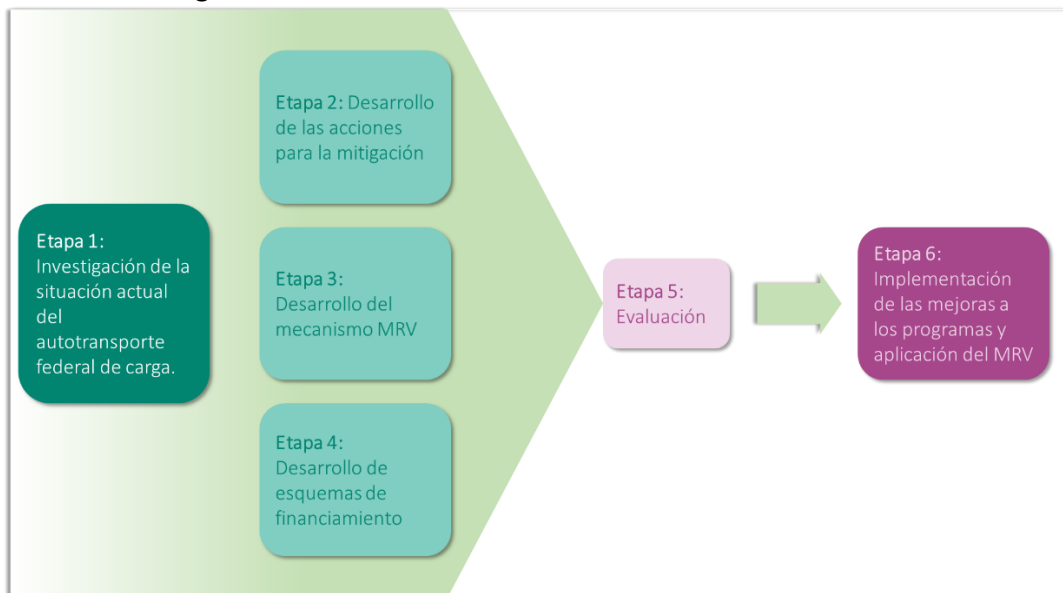 Etapa 1:
Investigación de la
situación actual
del
autotransporte
federal de carga.
Etapa 2: Desarrollo
de las acciones
para la mitigación
Etapa 3:
Desarrollo del
mecanismo MRV
Etapa 4:
Desarrollo de
esquemas de
financiamiento
Etapa 5:
Evaluación
Etapa 6:
Implementación
de las mejoras a
los programas y
aplicación del MRV